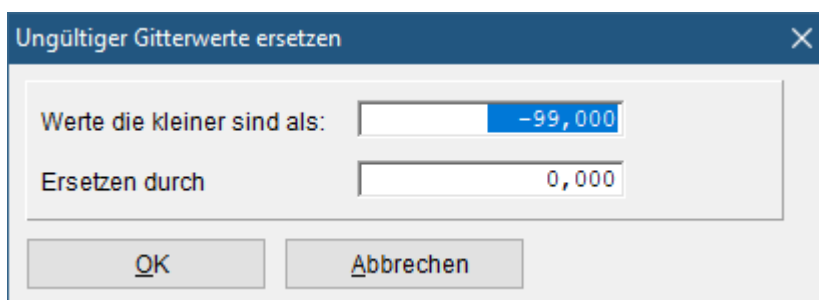 Ungültiger Gitterwerte ersetzen
Werte die kleiner sind als: -99,000
Ersetzen durch 0,000
OK Abbrechen